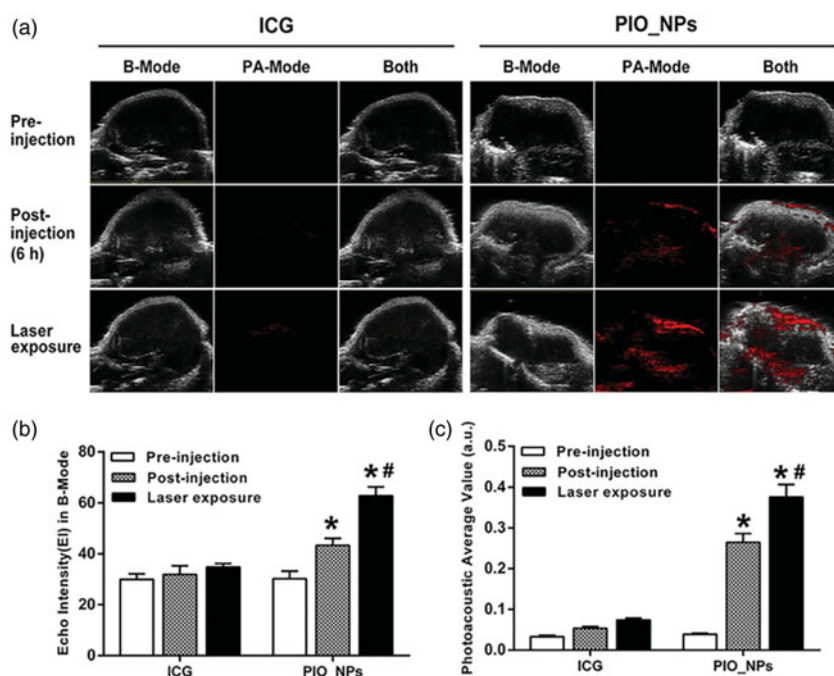 (a)
ICG PIO_NPs
B-Mode PA-Mode Both B-Mode PA-Mode Both
Pre-
injection
Post-
injection
(6 h)
Laser
exposure
(b)
Echo Intensity(EI) in B-Mode
80
60
40
20
0
Pre-injection
Post-injection
Laser exposure
*
* #
ICG PIO_NPs
(c)
Photoacoustic Average Value (a.u.)
0.5
0.4
0.3
0.2
0.1
0.0
Pre-injection
Post-injection
Laser exposure
*
* #
ICG PIO_NPs